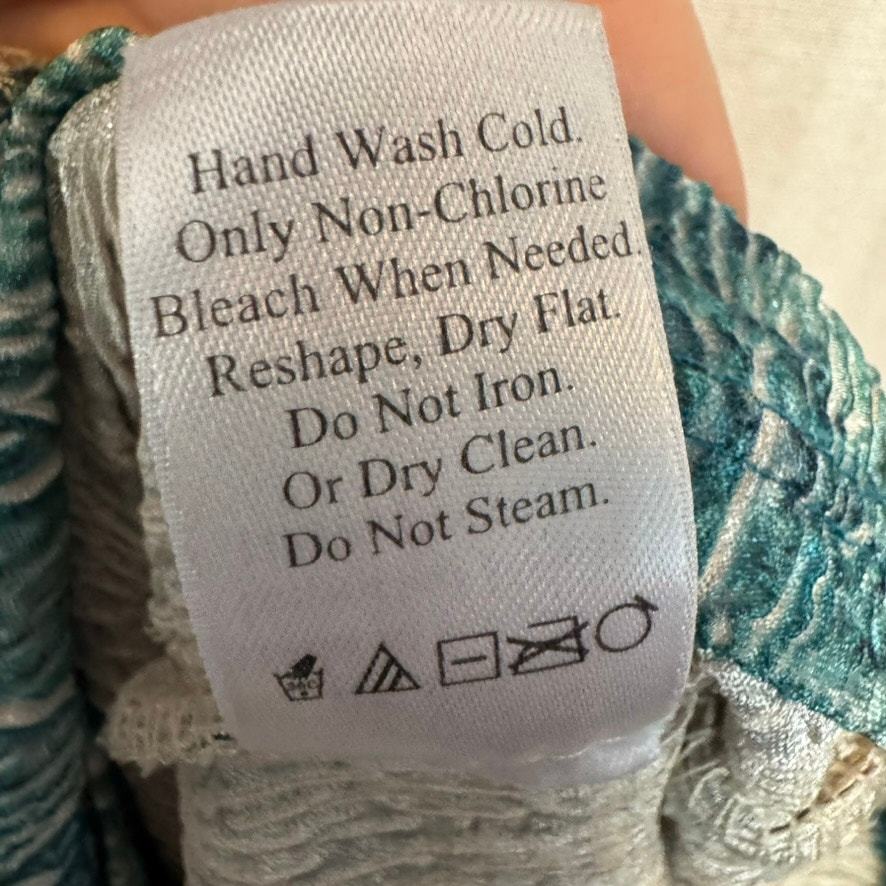 Hand Wash Cold.
Only Non-Chlorine
Bleach When Needed.
Reshape, Dry Flat.
Do Not Iron.
Or Dry Clean.
Do Not Steam.